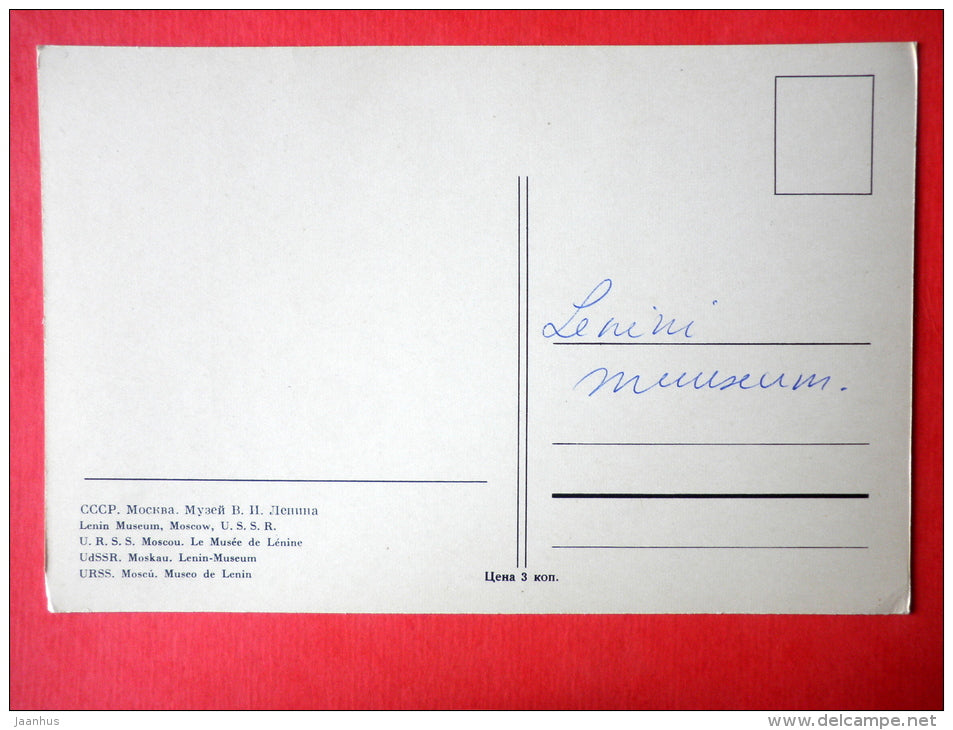 Lenini
muuseum.
СССР. Москва. Музей В. И. Ленина
Lenin Museum, Moscow, U. S. S. R.
U. R. S. S. Moscou. Le Musée de Lénine
UdSSR. Moskau. Lenin-Museum
URSS. Moscú. Museo de Lenin
Цена 3 коп.
Jaanhus
www.delcampe.net